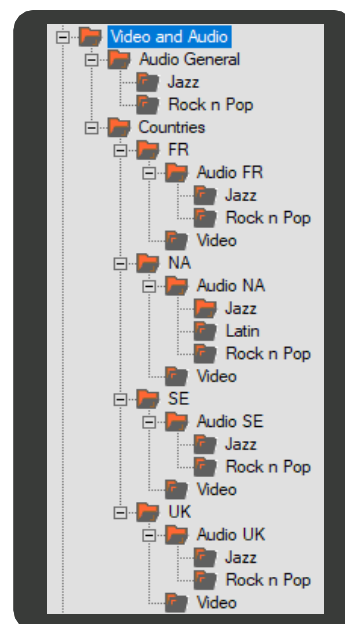 Video and Audio
Audio General
Jazz
Rock n Pop
Countries
FR
Audio FR
Jazz
Rock n Pop
Video
NA
Audio NA
Jazz
Latin
Rock n Pop
Video
SE
Audio SE
Jazz
Rock n Pop
Video
UK
Audio UK
Jazz
Rock n Pop
Video